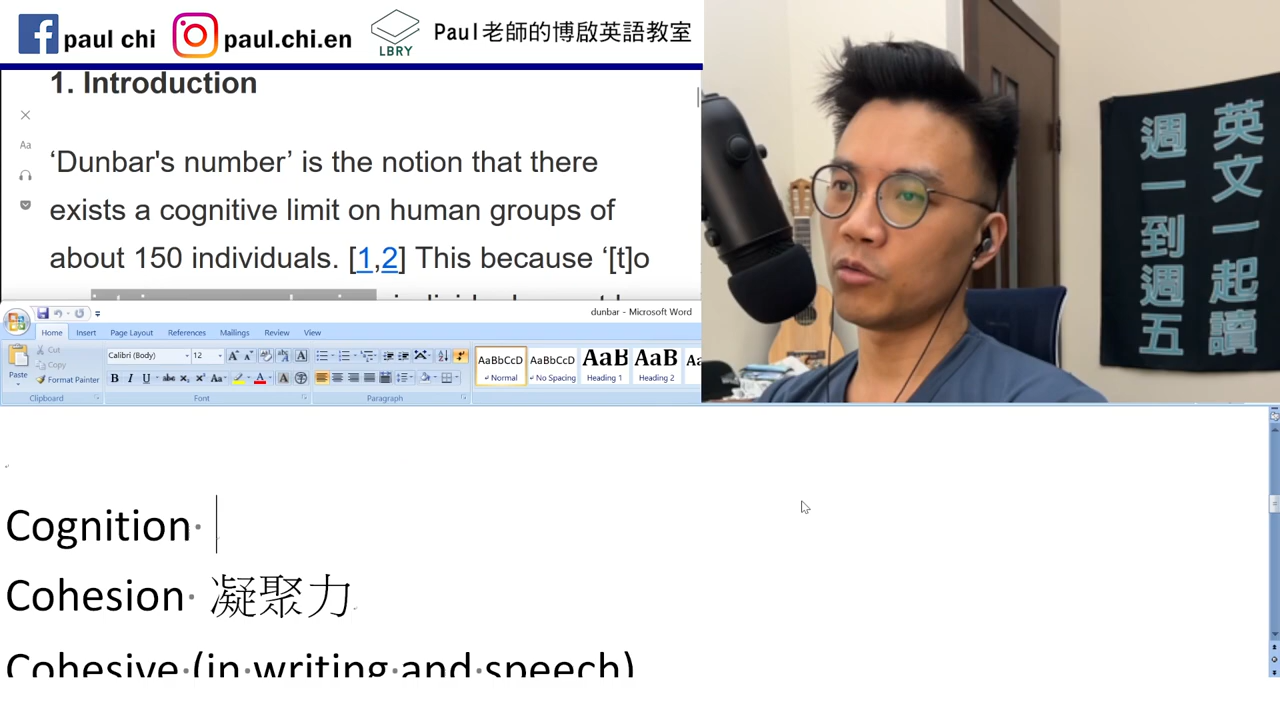 paul chi
paul.chi.en
LBRY
Paul老師的博啟英語教室
1. Introduction
‘Dunbar's number’ is the notion that there
exists a cognitive limit on human groups of
about 150 individuals. [1,2] This because ‘[t]o
英文一起讀
週一到週五
dunbar - Microsoft Word
Home Insert Page Layout References Mailings Review View
Paste
Cut
Copy
Format Painter
Clipboard
Calibri (Body) 12
Font
Paragraph
AaBbCcD AaBbCcD AaBb AaB
Normal No Spacing Heading 1 Heading 2
Cognition
Cohesion 凝聚力
Cohesive (in writing and speech)